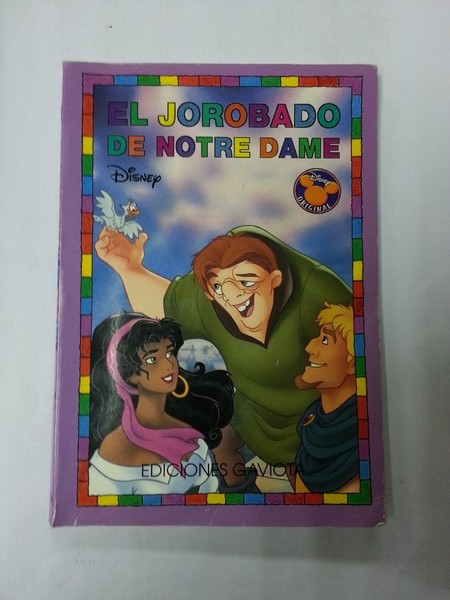 EL JOROBADO
DE NOTRE DAME
Disney
Disney
ORIGINAL
EDICIONES GAVIOTA